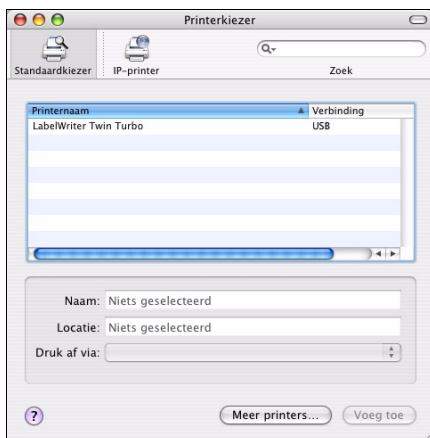 Printerkiezer
Standaardkiezer IP-printer Zoek
Printernaam Verbinding
LabelWriter Twin Turbo USB
Naam: Niets geselecteerd
Locatie: Niets geselecteerd
Druk af via:
? Meer printers... Voeg toe